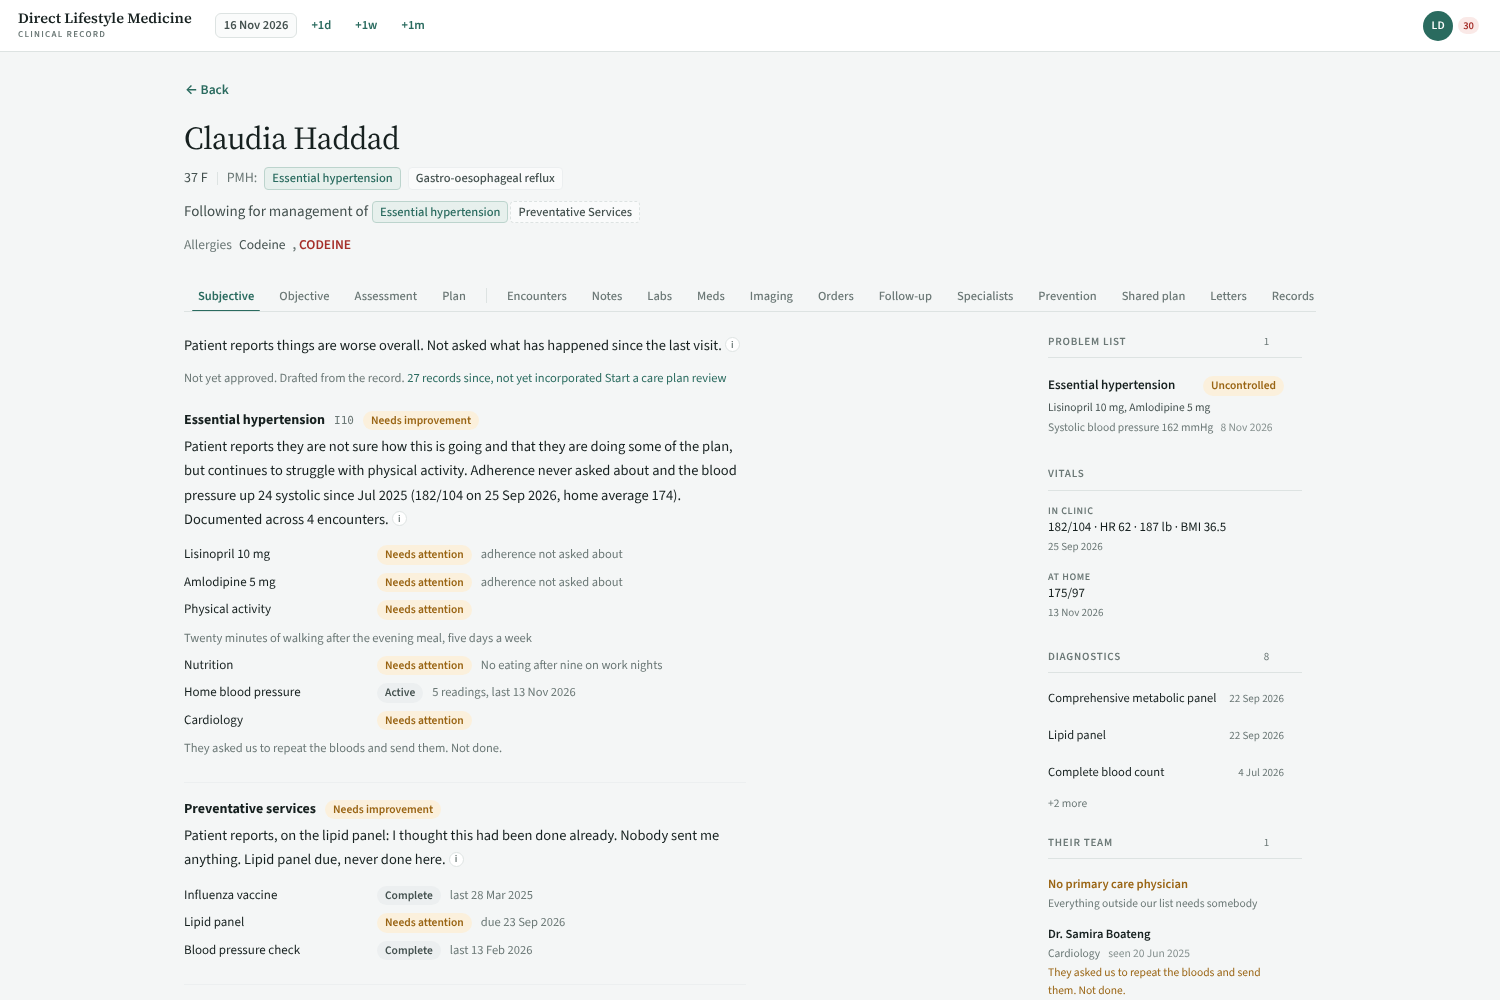 Direct Lifestyle Medicine
CLINICAL RECORD
16 Nov 2026 +1d +1w +1m
LD 30
← Back
Claudia Haddad
37 F PMH: Essential hypertension Gastro-oesophageal reflux
Following for management of Essential hypertension Preventative Services
Allergies Codeine , CODEINE
Subjective Objective Assessment Plan Encounters Notes Labs Meds Imaging Orders Follow-up Specialists Prevention Shared plan Letters Records
Patient reports things are worse overall. Not asked what has happened since the last visit. i
Not yet approved. Drafted from the record. 27 records since, not yet incorporated Start a care plan review
Essential hypertension I10 Needs improvement
Patient reports they are not sure how this is going and that they are doing some of the plan,
but continues to struggle with physical activity. Adherence never asked about and the blood
pressure up 24 systolic since Jul 2025 (182/104 on 25 Sep 2026, home average 174).
Documented across 4 encounters. i
Lisinopril 10 mg Needs attention adherence not asked about
Amlodipine 5 mg Needs attention adherence not asked about
Physical activity Needs attention
Twenty minutes of walking after the evening meal, five days a week
Nutrition Needs attention No eating after nine on work nights
Home blood pressure Active 5 readings, last 13 Nov 2026
Cardiology Needs attention
They asked us to repeat the bloods and send them. Not done.
Preventative services Needs improvement
Patient reports, on the lipid panel: I thought this had been done already. Nobody sent me
anything. Lipid panel due, never done here. i
Influenza vaccine Complete last 28 Mar 2025
Lipid panel Needs attention due 23 Sep 2026
Blood pressure check Complete last 13 Feb 2026
PROBLEM LIST 1
Essential hypertension Uncontrolled
Lisinopril 10 mg, Amlodipine 5 mg
Systolic blood pressure 162 mmHg 8 Nov 2026
VITALS
IN CLINIC
182/104 · HR 62 · 187 lb · BMI 36.5
25 Sep 2026
AT HOME
175/97
13 Nov 2026
DIAGNOSTICS 8
Comprehensive metabolic panel 22 Sep 2026
Lipid panel 22 Sep 2026
Complete blood count 4 Jul 2026
+2 more
THEIR TEAM 1
No primary care physician
Everything outside our list needs somebody
Dr. Samira Boateng
Cardiology seen 20 Jun 2025
They asked us to repeat the bloods and send
them. Not done.